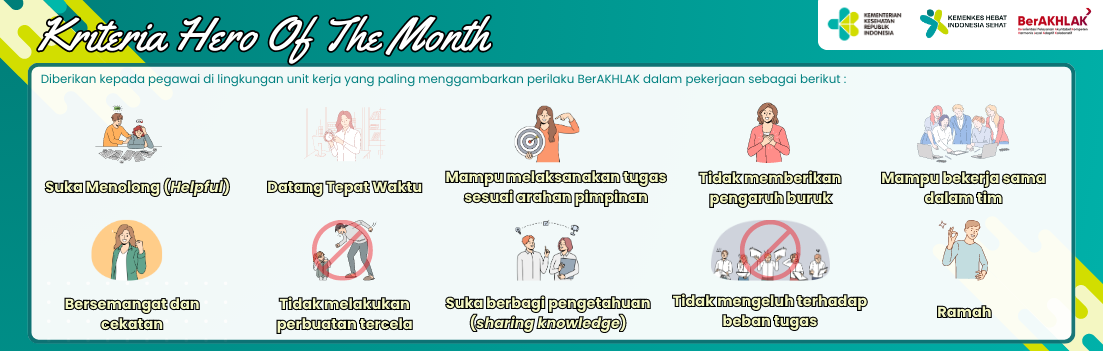 Kriteria Hero Of The Month
KEMENTERIAN
KESEHATAN
REPUBLIK
INDONESIA
KEMENKES HEBAT
INDONESIA SEHAT
BerAKHLAK
Diberikan kepada pegawai di lingkungan unit kerja yang paling menggambarkan perilaku BerAKHLAK dalam pekerjaan sebagai berikut :
Suka Menolong (Helpful)
Datang Tepat Waktu
Mampu melaksanakan tugas
sesuai arahan pimpinan
Tidak memberikan
pengaruh buruk
Mampu bekerja sama
dalam tim
Bersemangat dan
cekatan
Tidak melakukan
perbuatan tercela
Suka berbagi pengetahuan
(sharing knowledge)
Tidak mengeluh terhadap
beban tugas
Ramah